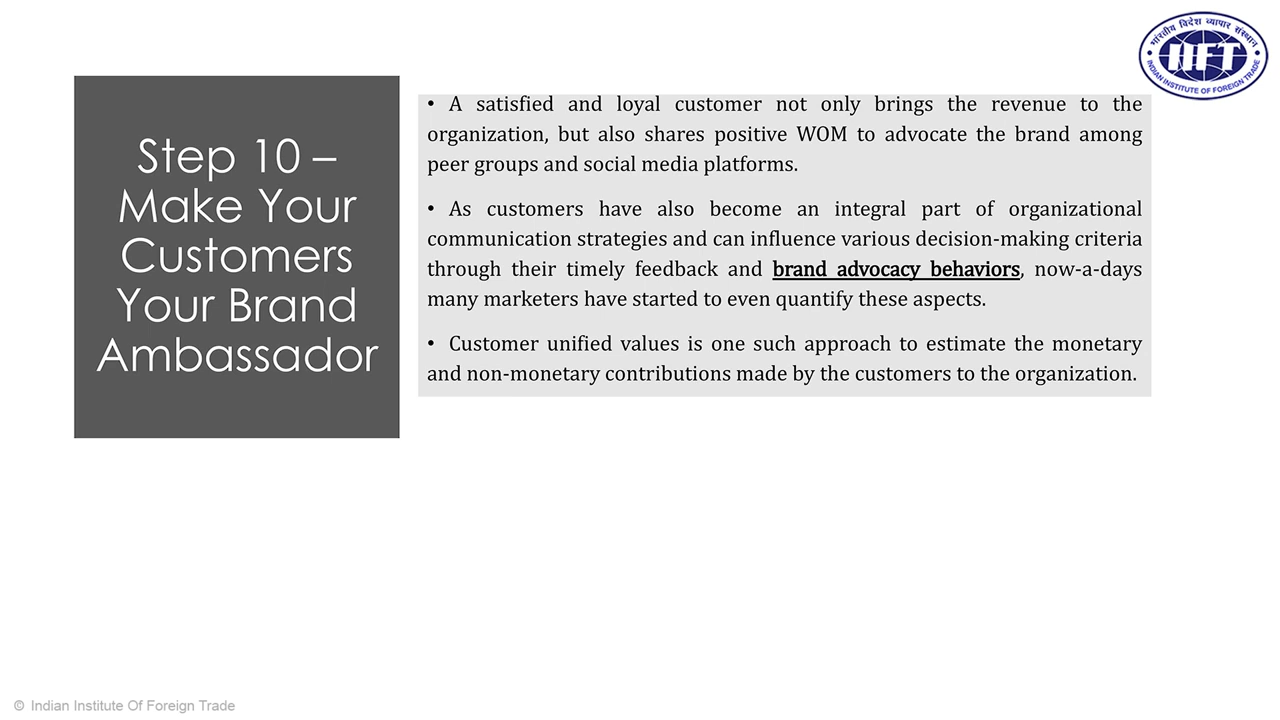 भारतीय विदेश व्यापार संस्थान
IIFT
INDIAN INSTITUTE OF FOREIGN TRADE
Step 10 –
Make Your
Customers
Your Brand
Ambassador
• A satisfied and loyal customer not only brings the revenue to the
organization, but also shares positive WOM to advocate the brand among
peer groups and social media platforms.
• As customers have also become an integral part of organizational
communication strategies and can influence various decision-making criteria
through their timely feedback and brand advocacy behaviors, now-a-days
many marketers have started to even quantify these aspects.
• Customer unified values is one such approach to estimate the monetary
and non-monetary contributions made by the customers to the organization.
© Indian Institute Of Foreign Trade